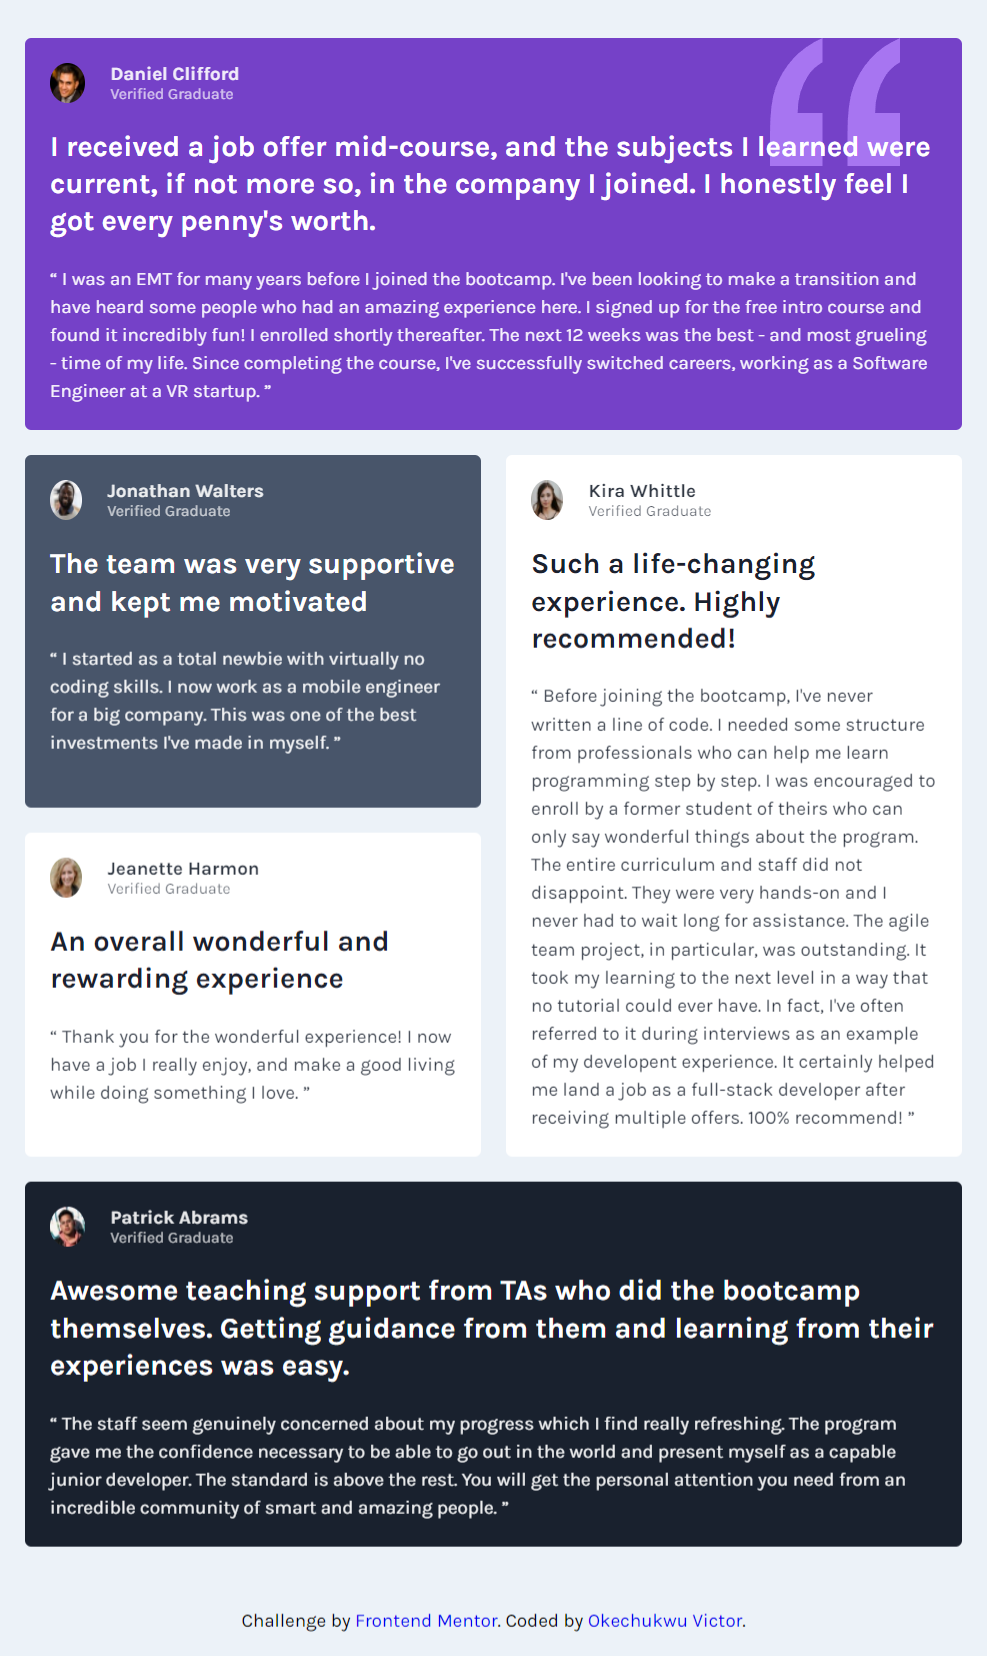 Daniel Clifford
Verified Graduate
I received a job offer mid-course, and the subjects I learned were
current, if not more so, in the company I joined. I honestly feel I
got every penny's worth.
“ I was an EMT for many years before I joined the bootcamp. I've been looking to make a transition and
have heard some people who had an amazing experience here. I signed up for the free intro course and
found it incredibly fun! I enrolled shortly thereafter. The next 12 weeks was the best - and most grueling
- time of my life. Since completing the course, I've successfully switched careers, working as a Software
Engineer at a VR startup. ”
Jonathan Walters
Verified Graduate
The team was very supportive
and kept me motivated
“ I started as a total newbie with virtually no
coding skills. I now work as a mobile engineer
for a big company. This was one of the best
investments I've made in myself. ”
Kira Whittle
Verified Graduate
Such a life-changing
experience. Highly
recommended!
“ Before joining the bootcamp, I've never
written a line of code. I needed some structure
from professionals who can help me learn
programming step by step. I was encouraged to
enroll by a former student of theirs who can
only say wonderful things about the program.
The entire curriculum and staff did not
disappoint. They were very hands-on and I
never had to wait long for assistance. The agile
team project, in particular, was outstanding. It
took my learning to the next level in a way that
no tutorial could ever have. In fact, I've often
referred to it during interviews as an example
of my developent experience. It certainly helped
me land a job as a full-stack developer after
receiving multiple offers. 100% recommend! ”
Jeanette Harmon
Verified Graduate
An overall wonderful and
rewarding experience
“ Thank you for the wonderful experience! I now
have a job I really enjoy, and make a good living
while doing something I love. ”
Patrick Abrams
Verified Graduate
Awesome teaching support from TAs who did the bootcamp
themselves. Getting guidance from them and learning from their
experiences was easy.
“ The staff seem genuinely concerned about my progress which I find really refreshing. The program
gave me the confidence necessary to be able to go out in the world and present myself as a capable
junior developer. The standard is above the rest. You will get the personal attention you need from an
incredible community of smart and amazing people. ”
Challenge by Frontend Mentor. Coded by Okechukwu Victor.